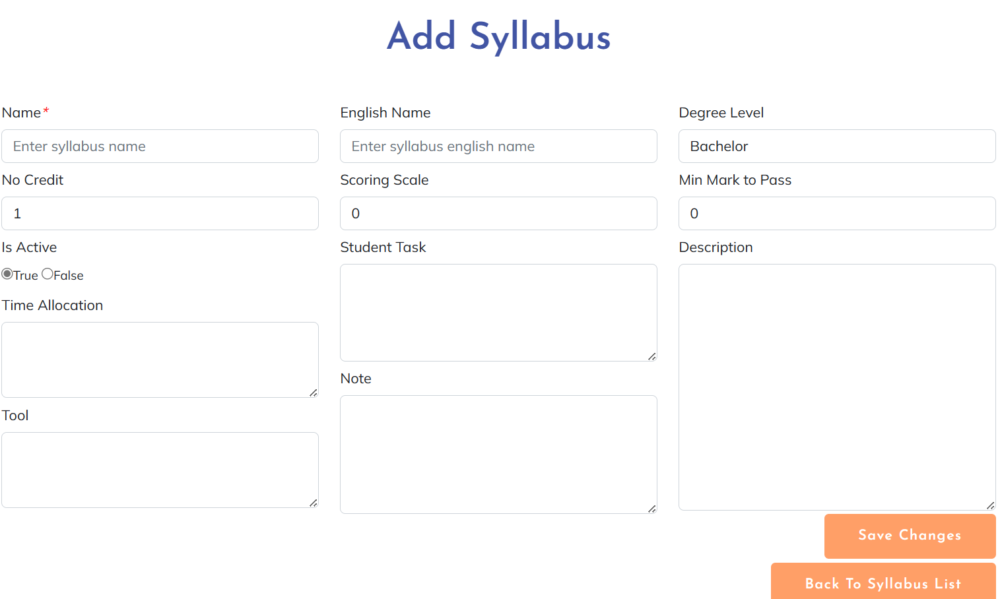 Add Syllabus
Name*
English Name
Degree Level
Enter syllabus name
Enter syllabus english name
Bachelor
No Credit
Scoring Scale
Min Mark to Pass
1
0
0
Is Active
Student Task
Description
True False
Time Allocation
Note
Tool
Save Changes
Back To Syllabus List